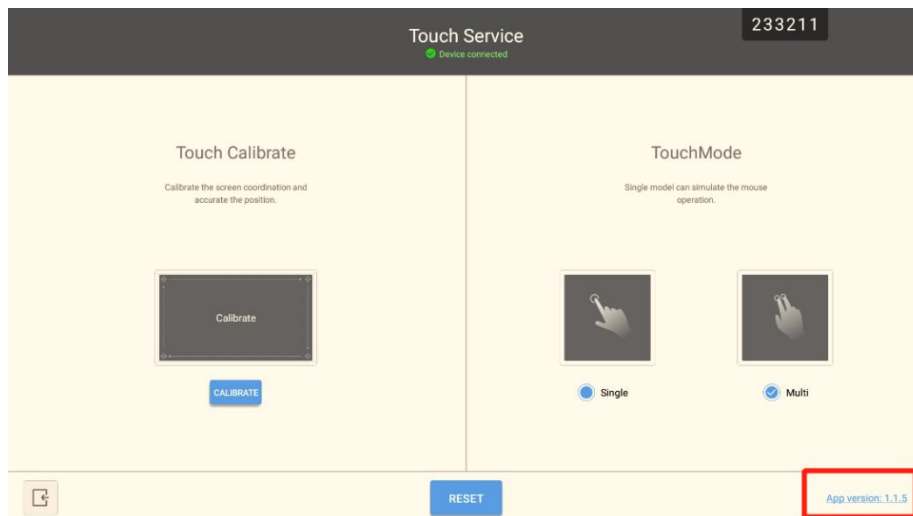 Touch Service
233211
Device connected
Touch Calibrate
Calibrate the screen coordination and
accurate the position.
Calibrate
CALIBRATE
TouchMode
Single model can simulate the mouse
operation.
Single
Multi
RESET
App version: 1.1.5